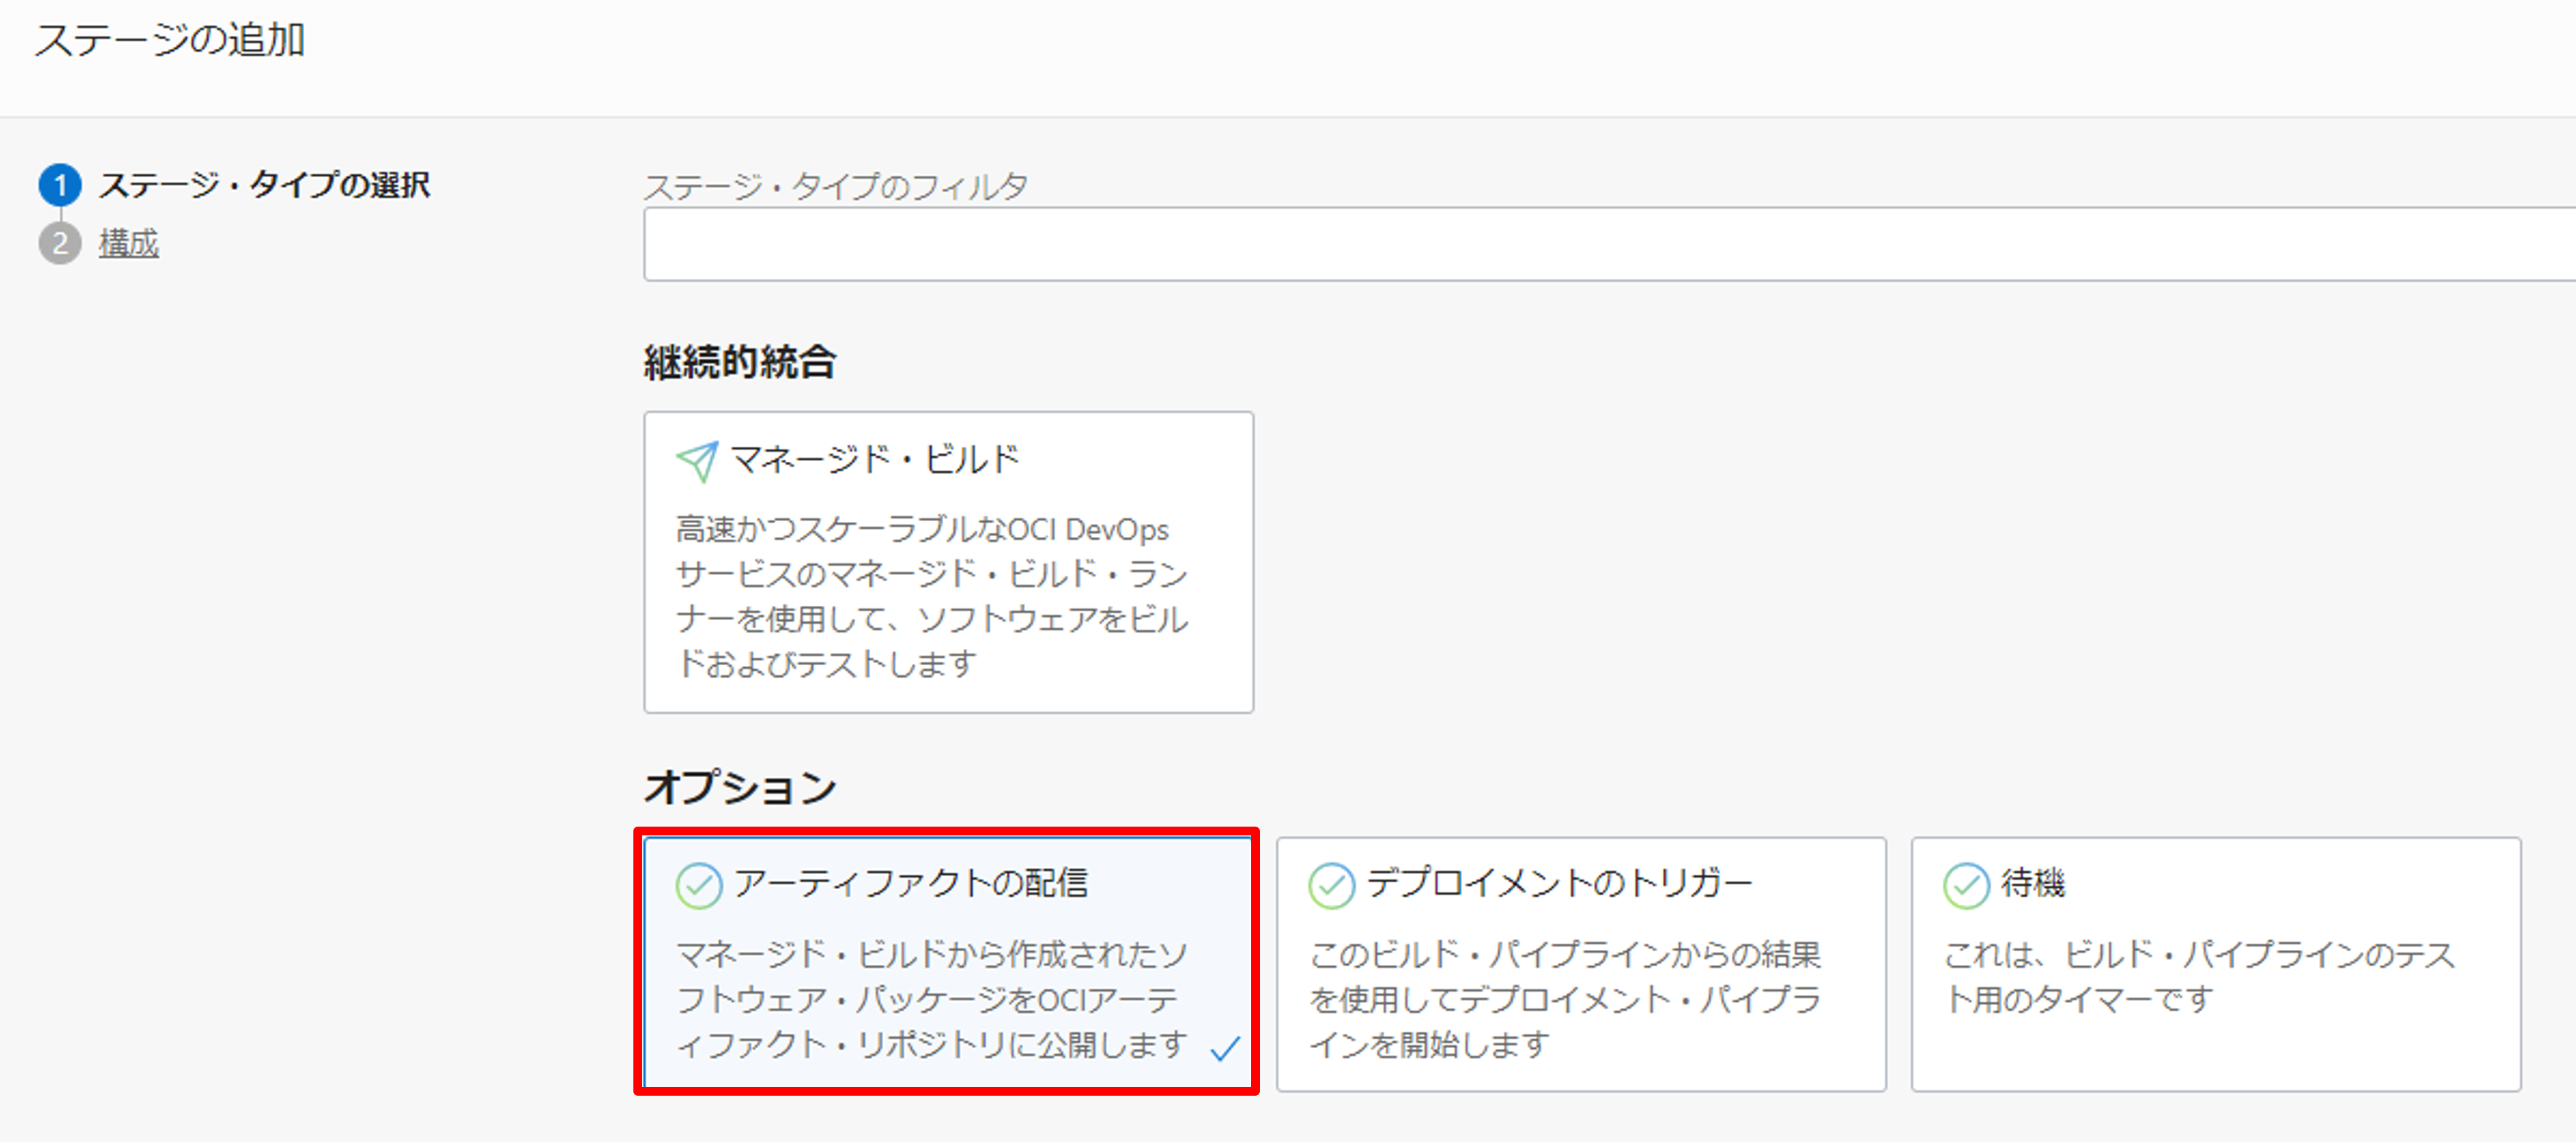 ステージの追加
1 ステージ・タイプの選択
2 構成
ステージ・タイプのフィルタ
継続的統合
マネージド・ビルド
高速かつスケーラブルなOCI DevOps
サービスのマネージド・ビルド・ラン
ナーを使用して、ソフトウェアをビル
ドおよびテストします
オプション
アーティファクトの配信
マネージド・ビルドから作成されたソ
フトウェア・パッケージをOCIアーテ
ィファクト・リポジトリに公開します
デプロイメントのトリガー
このビルド・パイプラインからの結果
を使用してデプロイメント・パイプラ
インを開始します
待機
これは、ビルド・パイプラインのテス
ト用のタイマーです